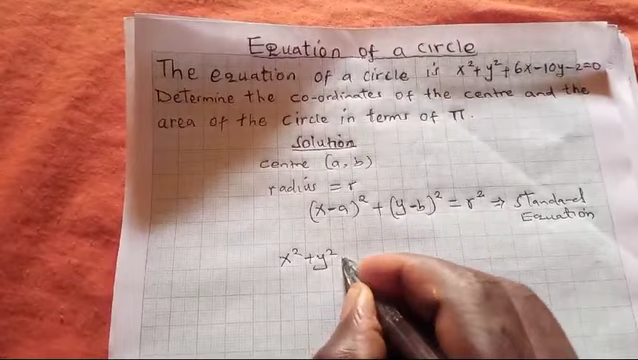 Equation of a circle
The equation of a circle is x²+y²+6x-10y-2=0
Determine the co-ordinates of the centre and the
area of the circle in terms of π.
Solution
centre (a, b)
radius = r
(x-a)² + (y-b)² = r² ⇒ Standard
Equation
x² + y²